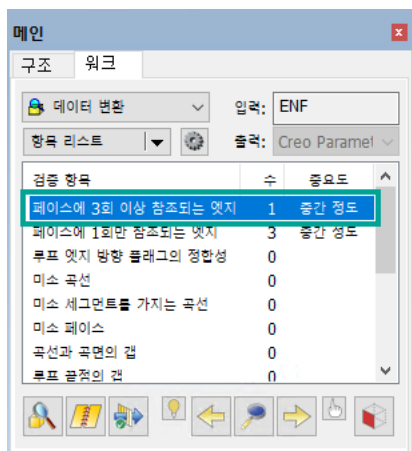 메인
구조 워크
데이터 변환 입력: ENF
항목 리스트 출력: Creo Paramet
검증 항목 수 중요도
페이스에 3회 이상 참조되는 엣지 1 중간 정도
페이스에 1회만 참조되는 엣지 3 중간 정도
루프 엣지 방향 플래그의 정합성 0
미소 곡선 0
미소 세그먼트를 가지는 곡선 0
미소 페이스 0
곡선과 곡면의 갭 0
루프 끝점의 갭 0